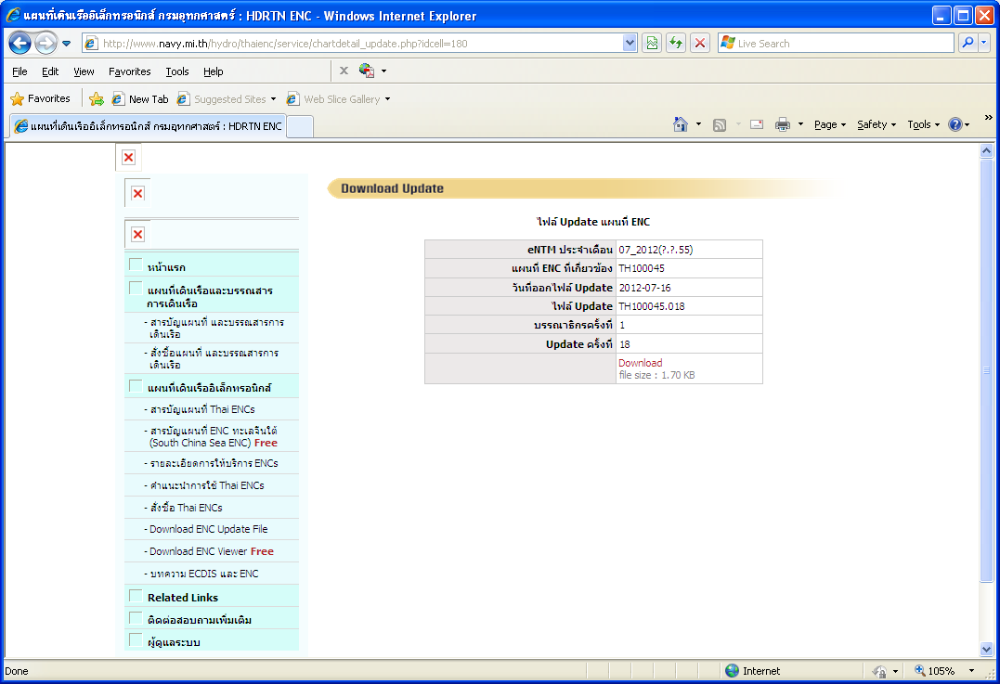 แผนที่เดินเรืออิเล็กทรอนิกส์ กรมอุทกศาสตร์ : HDRTN ENC - Windows Internet Explorer
http://www.navy.mi.th/hydro/thaienc/service/chartdetail_update.php?idcell=180
Live Search
File Edit View Favorites Tools Help
Favorites New Tab Suggested Sites Web Slice Gallery
แผนที่เดินเรืออิเล็กทรอนิกส์ กรมอุทกศาสตร์ : HDRTN ENC
Page Safety Tools
หน้าแรก
แผนที่เดินเรือและบรรณสาร
การเดินเรือ
- สารบัญแผนที่ และบรรณสารการ
เดินเรือ
- สั่งซื้อแผนที่ และบรรณสารการ
เดินเรือ
แผนที่เดินเรืออิเล็กทรอนิกส์
- สารบัญแผนที่ Thai ENCs
- สารบัญแผนที่ ENC ทะเลจีนใต้
(South China Sea ENC) Free
- รายละเอียดการให้บริการ ENCs
- คำแนะนำการใช้ Thai ENCs
- สั่งซื้อ Thai ENCs
- Download ENC Update File
- Download ENC Viewer Free
- บทความ ECDIS และ ENC
Related Links
ติดต่อสอบถามเพิ่มเติม
ผู้ดูแลระบบ
Download Update
ไฟล์ Update แผนที่ ENC
eNTM ประจำเดือน 07_2012(?.?.55)
แผนที่ ENC ที่เกี่ยวข้อง TH100045
วันที่ออกไฟล์ Update 2012-07-16
ไฟล์ Update TH100045.018
บรรณาธิกรครั้งที่ 1
Update ครั้งที่ 18
Download
file size : 1.70 KB
Done
Internet
105%